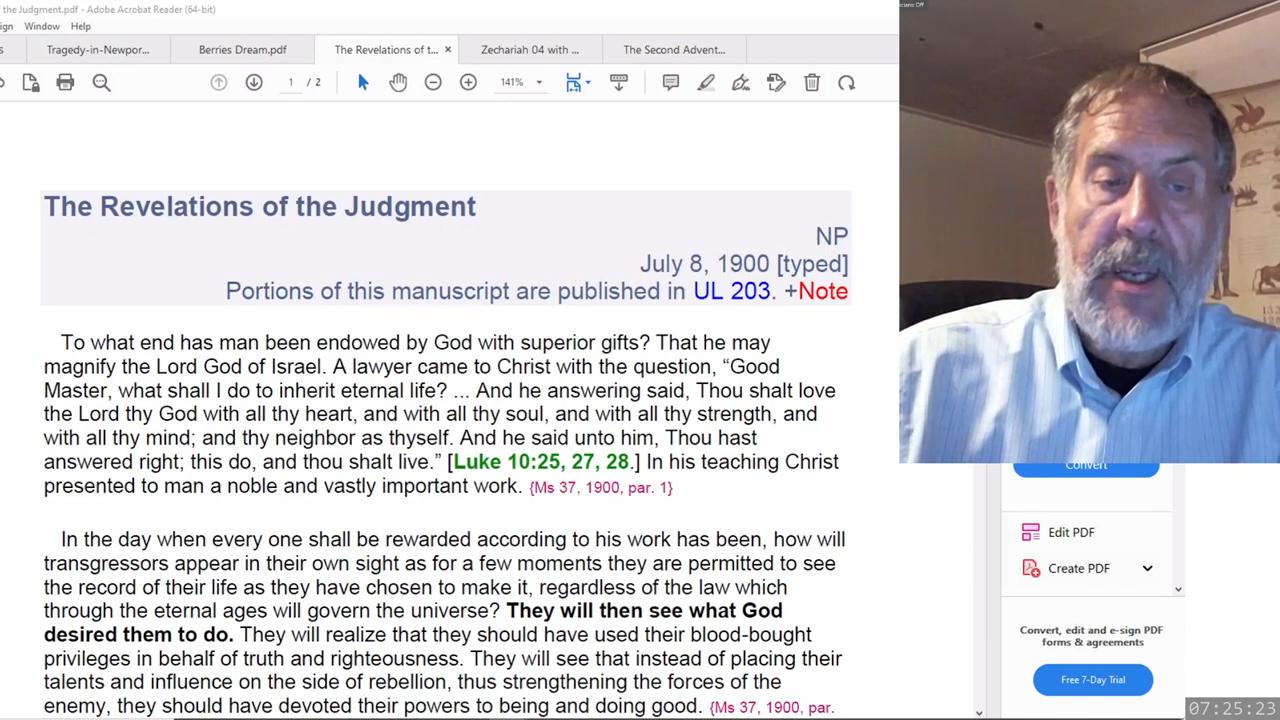 f the Judgment.pdf - Adobe Acrobat Reader (64-bit)
ign Window Help
s Tragedy-in-Newpor... Berries Dream.pdf The Revelations of t... × Zechariah 04 with ... The Second Advent...
1 / 2 141%
The Revelations of the Judgment
NP
July 8, 1900 [typed]
Portions of this manuscript are published in UL 203. +Note
To what end has man been endowed by God with superior gifts? That he may
magnify the Lord God of Israel. A lawyer came to Christ with the question, “Good
Master, what shall I do to inherit eternal life? ... And he answering said, Thou shalt love
the Lord thy God with all thy heart, and with all thy soul, and with all thy strength, and
with all thy mind; and thy neighbor as thyself. And he said unto him, Thou hast
answered right; this do, and thou shalt live.” [Luke 10:25, 27, 28.] In his teaching Christ
presented to man a noble and vastly important work. {Ms 37, 1900, par. 1}
In the day when every one shall be rewarded according to his work has been, how will
transgressors appear in their own sight as for a few moments they are permitted to see
the record of their life as they have chosen to make it, regardless of the law which
through the eternal ages will govern the universe? They will then see what God
desired them to do. They will realize that they should have used their blood-bought
privileges in behalf of truth and righteousness. They will see that instead of placing their
talents and influence on the side of rebellion, thus strengthening the forces of the
enemy, they should have devoted their powers to being and doing good. {Ms 37, 1900, par.
Convert
Edit PDF
Create PDF
Convert, edit and e-sign PDF
forms & agreements
Free 7-Day Trial
07:25:23